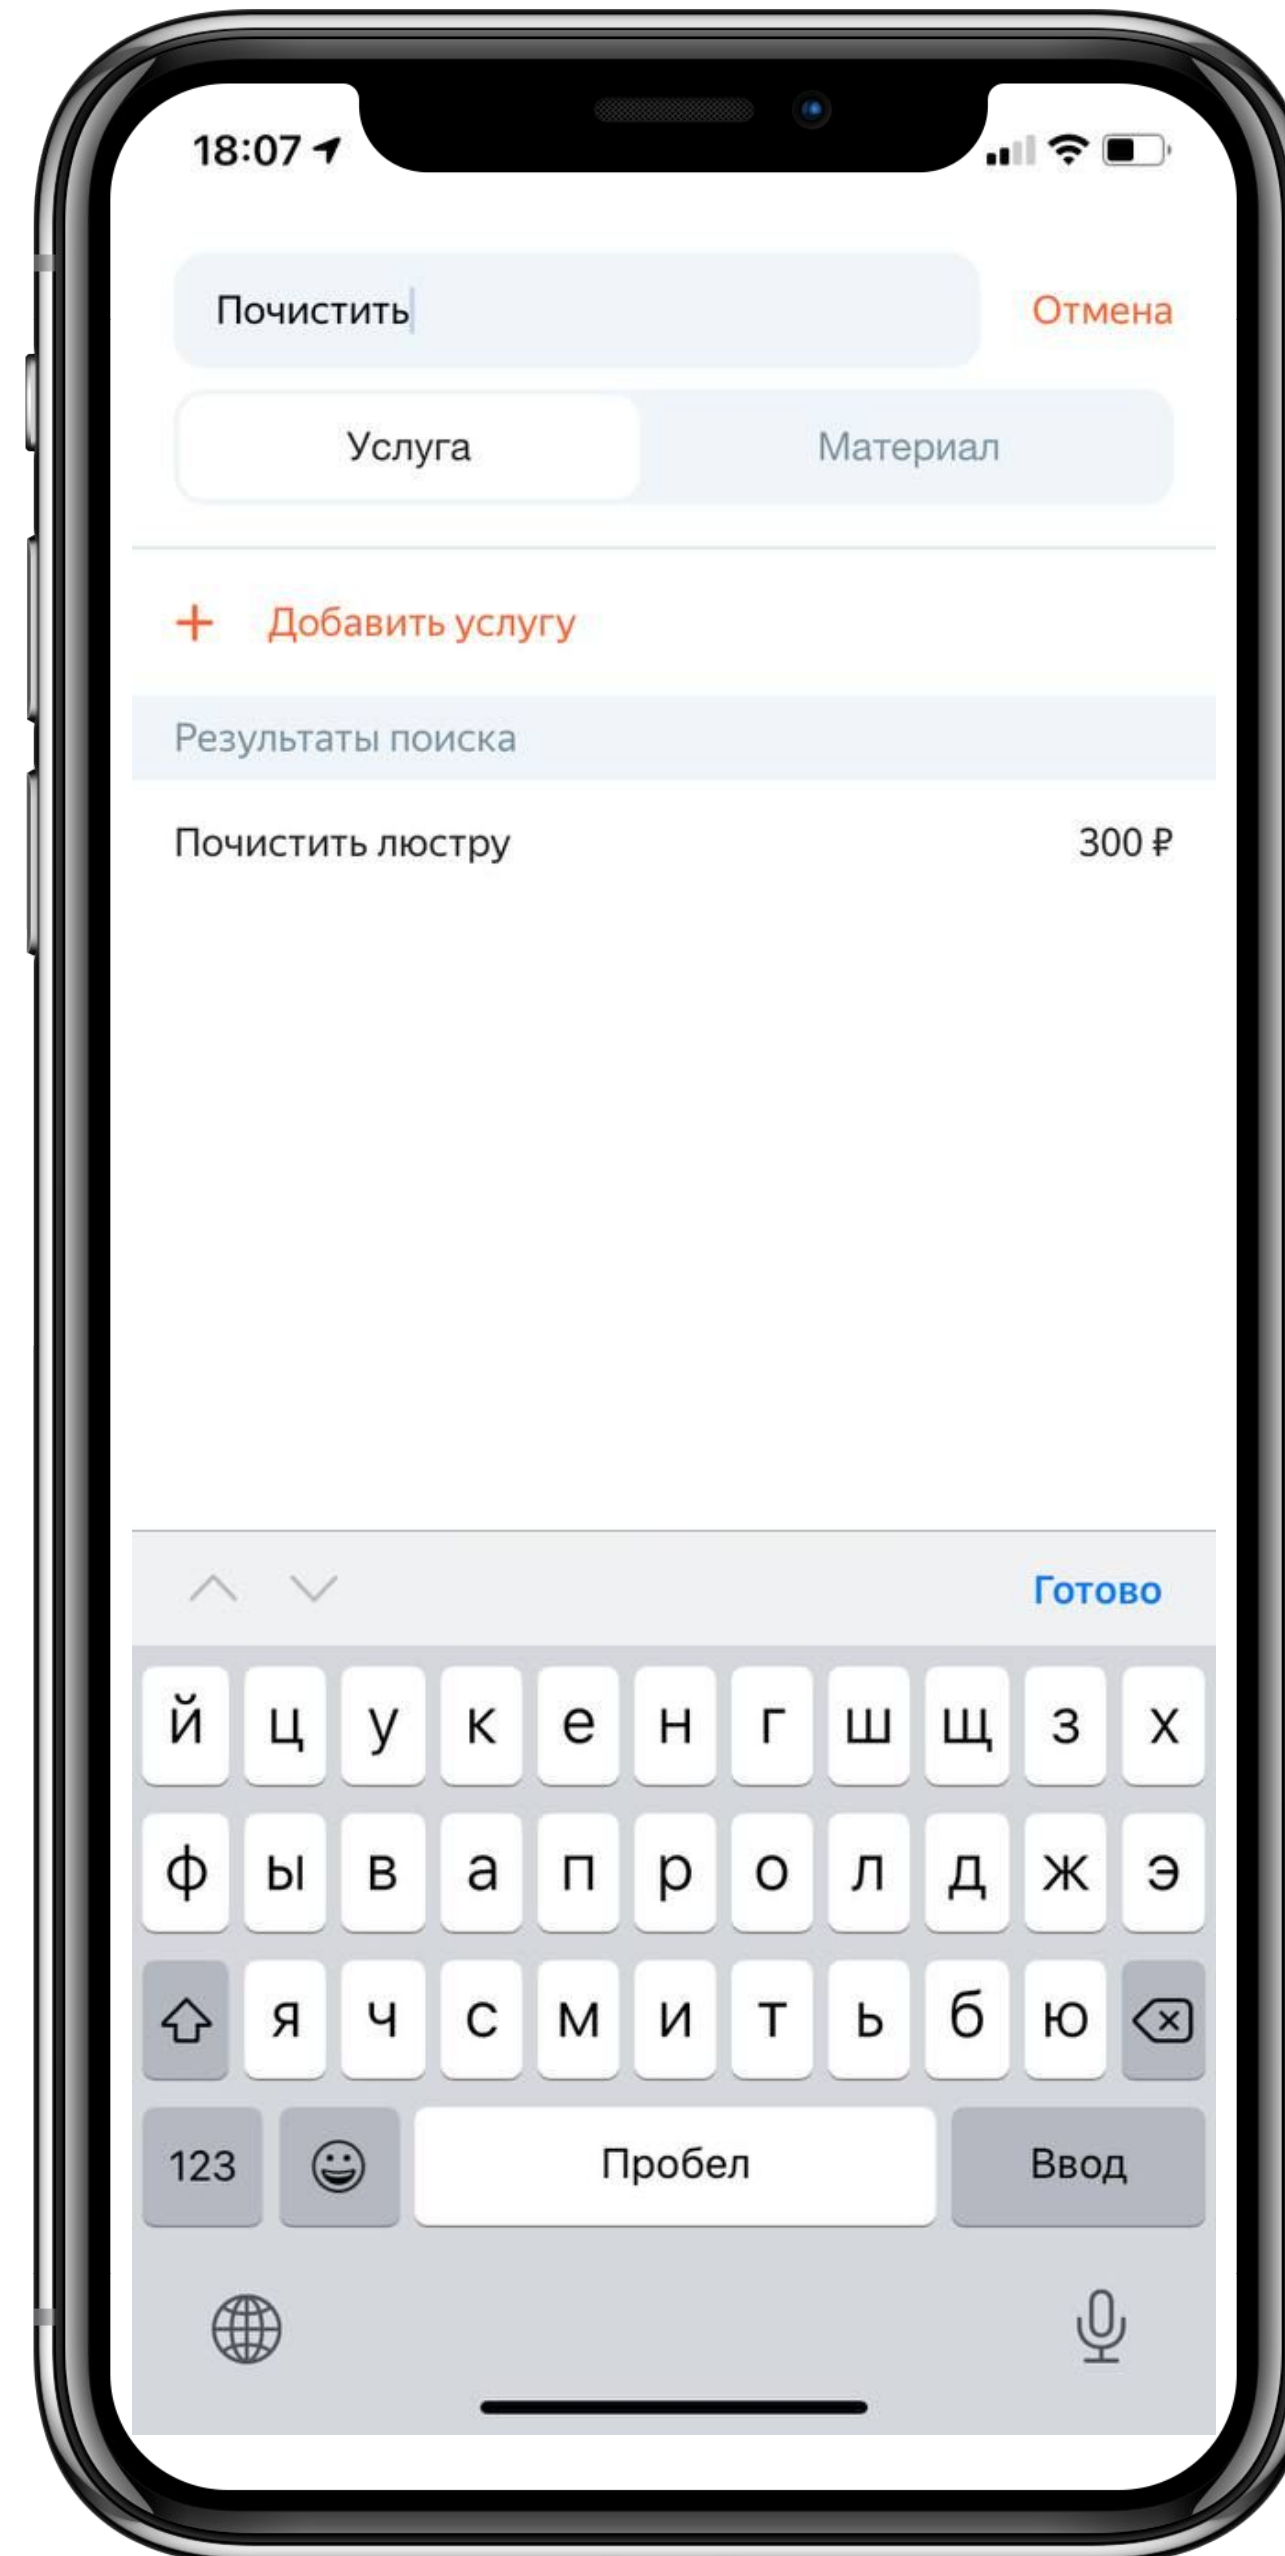 18:07
Почистить
Отмена
Услуга
Материал
+ Добавить услугу
Результаты поиска
Почистить люстру 300 ₽
Готово
й ц у к е н г ш щ з х
ф ы в а п р о л д ж э
я ч с м и т ь б ю
123 Пробел Ввод